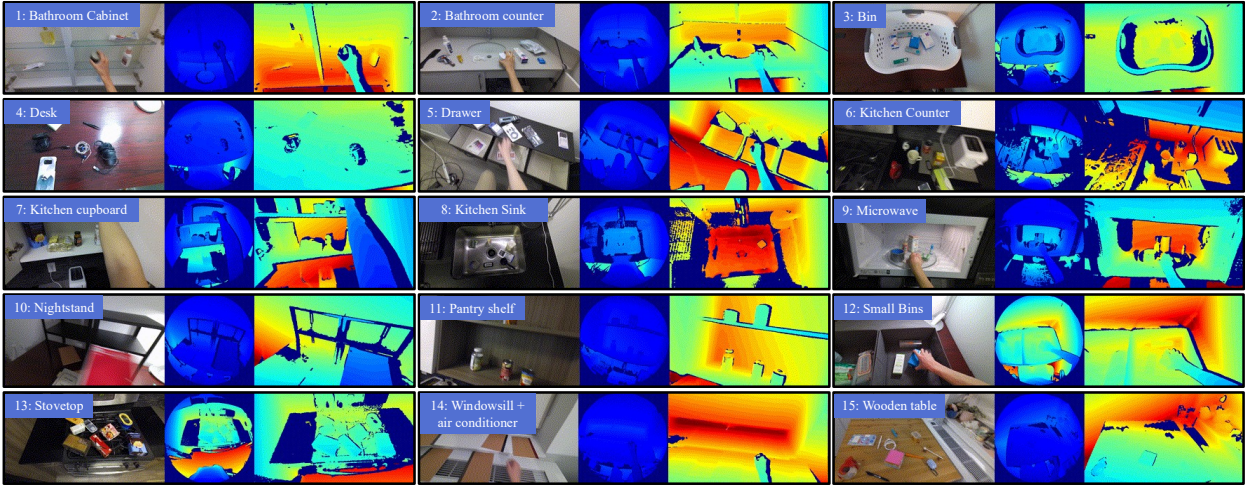 1: Bathroom Cabinet
2: Bathroom counter
3: Bin
4: Desk
5: Drawer
6: Kitchen Counter
7: Kitchen cupboard
8: Kitchen Sink
9: Microwave
10: Nightstand
11: Pantry shelf
12: Small Bins
13: Stovetop
14: Windowsill +
air conditioner
15: Wooden table